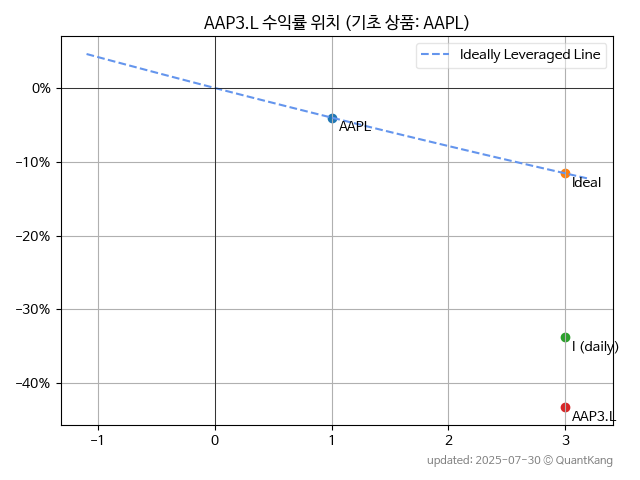 AAP3.L 수익률 위치 (기초 상품: AAPL)
Ideally Leveraged Line
0%
AAPL
-10%
Ideal
-20%
-30%
I (daily)
-40%
AAP3.L
-1 0 1 2 3
updated: 2025-07-30 © QuantKang